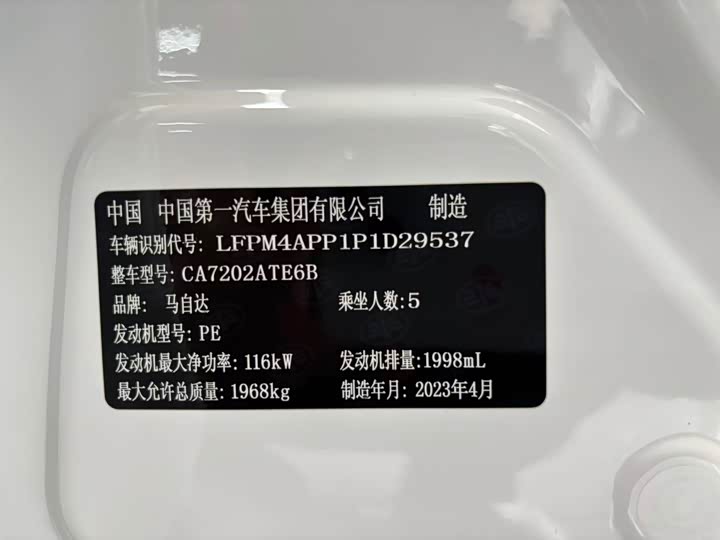 中国 中国第一汽车集团有限公司 制造
车辆识别代号: LFPM4APP1P1D29537
整车型号: CA7202ATE6B
品牌: 马自达 乘坐人数: 5
发动机型号: PE
发动机最大净功率: 116kW 发动机排量: 1998mL
最大允许总质量: 1968kg 制造年月: 2023年4月